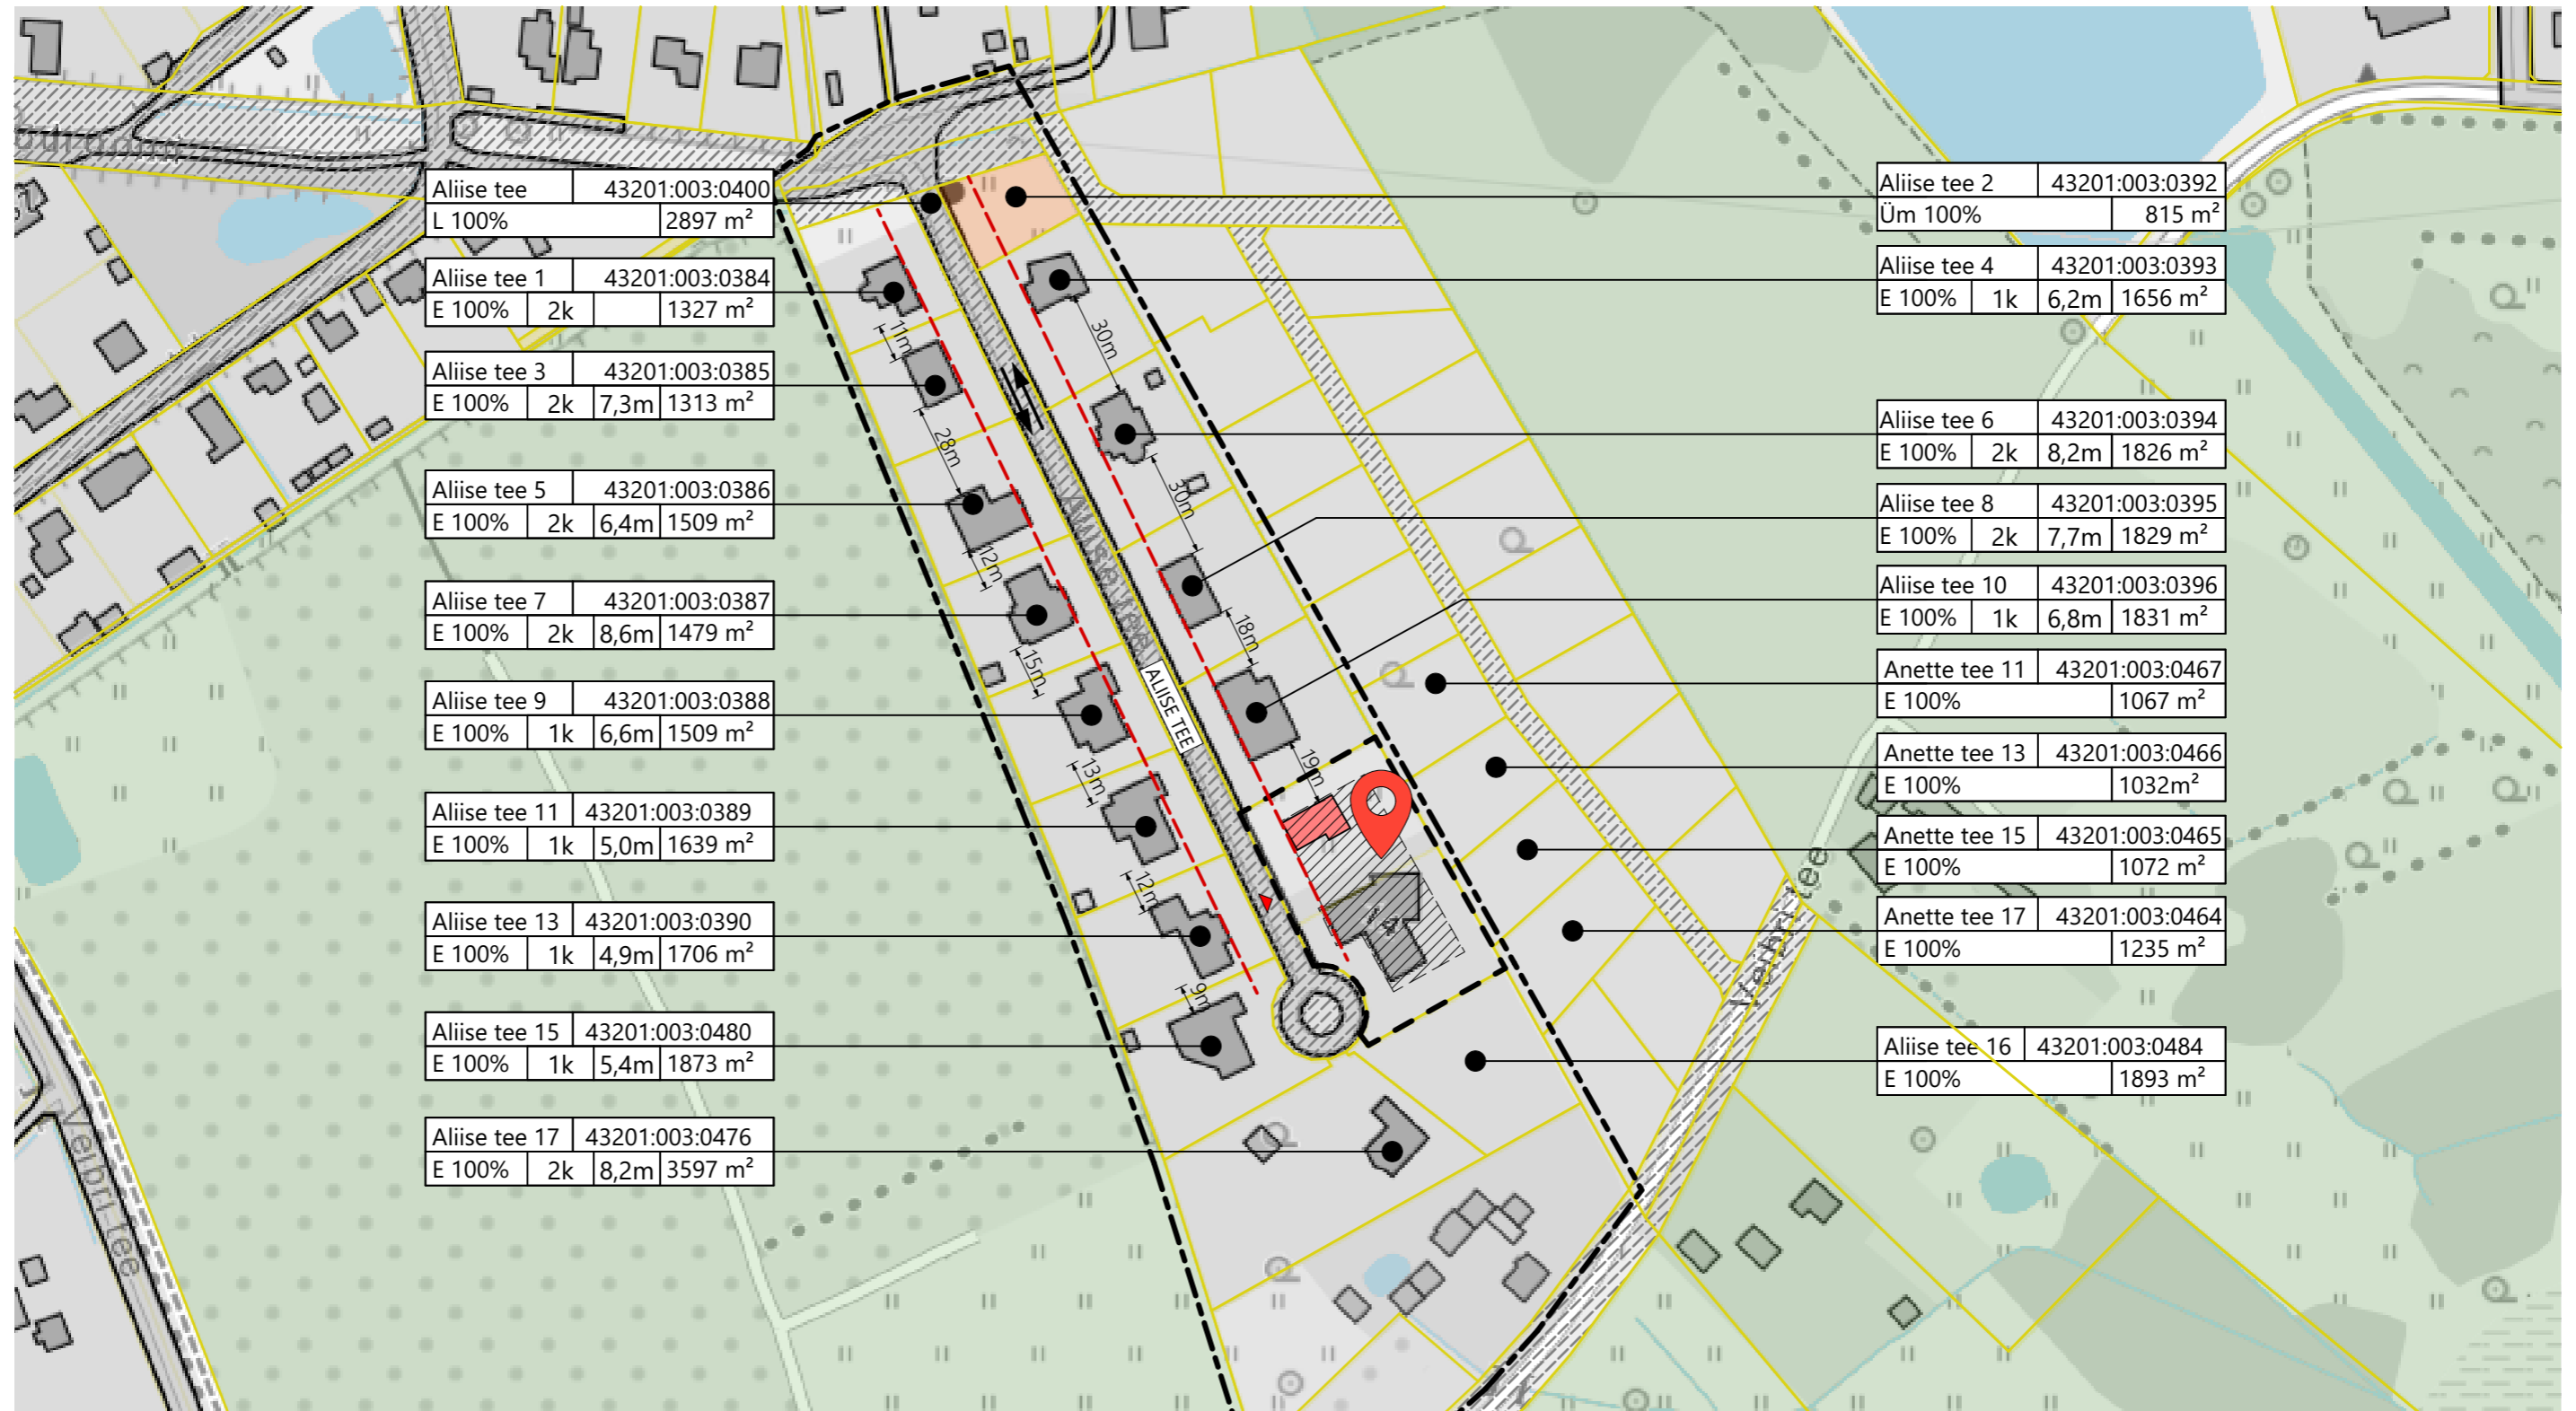 Aliise tee 43201:003:0400
L 100% 2897 m²
Aliise tee 1 43201:003:0384
E 100% 2k 1327 m²
Aliise tee 3 43201:003:0385
E 100% 2k 7,3m 1313 m²
Aliise tee 5 43201:003:0386
E 100% 2k 6,4m 1509 m²
Aliise tee 7 43201:003:0387
E 100% 2k 8,6m 1479 m²
Aliise tee 9 43201:003:0388
E 100% 1k 6,6m 1509 m²
Aliise tee 11 43201:003:0389
E 100% 1k 5,0m 1639 m²
Aliise tee 13 43201:003:0390
E 100% 1k 4,9m 1706 m²
Aliise tee 15 43201:003:0480
E 100% 1k 5,4m 1873 m²
Aliise tee 17 43201:003:0476
E 100% 2k 8,2m 3597 m²
11m
28m
12m
15m
13m
12m
9m
30m
30m
18m
19m
Aliise tee
ALIISE TEE
Aliise tee 2 43201:003:0392
Üm 100% 815 m²
Aliise tee 4 43201:003:0393
E 100% 1k 6,2m 1656 m²
Aliise tee 6 43201:003:0394
E 100% 2k 8,2m 1826 m²
Aliise tee 8 43201:003:0395
E 100% 2k 7,7m 1829 m²
Aliise tee 10 43201:003:0396
E 100% 1k 6,8m 1831 m²
Anette tee 11 43201:003:0467
E 100% 1067 m²
Anette tee 13 43201:003:0466
E 100% 1032m²
Anette tee 15 43201:003:0465
E 100% 1072 m²
Anette tee 17 43201:003:0464
E 100% 1235 m²
Aliise tee 16 43201:003:0484
E 100% 1893 m²
Veibri tee
Veibri tee